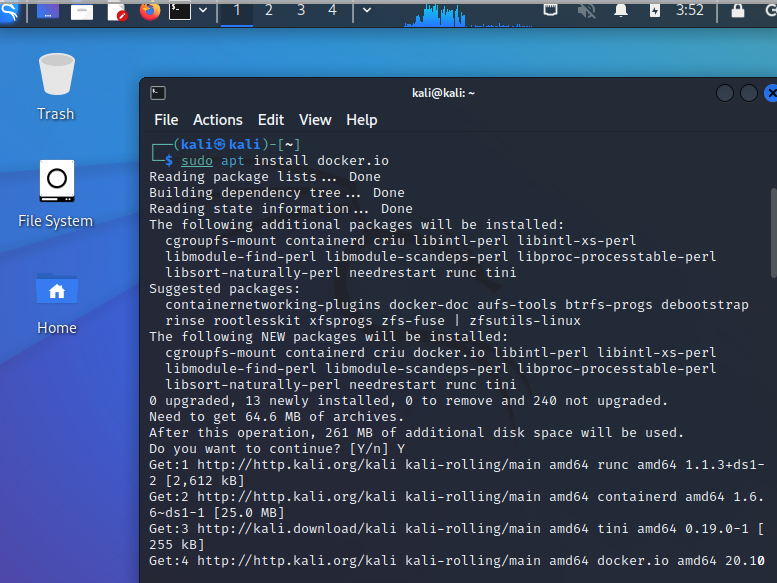 1 2 3 4 3:52
Trash
File System
Home
kali@kali: ~
File Actions Edit View Help
┌──(kali㉿kali)-[~]
└─$ sudo apt install docker.io
Reading package lists... Done
Building dependency tree... Done
Reading state information... Done
The following additional packages will be installed:
cgroupfs-mount containerd criu libintl-perl libintl-xs-perl
libmodule-find-perl libmodule-scandeps-perl libproc-processtable-perl
libsort-naturally-perl needrestart runc tini
Suggested packages:
containernetworking-plugins docker-doc aufs-tools btrfs-progs debootstrap
rinse rootlesskit xfsprogs zfs-fuse | zfsutils-linux
The following NEW packages will be installed:
cgroupfs-mount containerd criu docker.io libintl-perl libintl-xs-perl
libmodule-find-perl libmodule-scandeps-perl libproc-processtable-perl
libsort-naturally-perl needrestart runc tini
0 upgraded, 13 newly installed, 0 to remove and 240 not upgraded.
Need to get 64.6 MB of archives.
After this operation, 261 MB of additional disk space will be used.
Do you want to continue? [Y/n] Y
Get:1 http://http.kali.org/kali kali-rolling/main amd64 runc amd64 1.1.3+ds1-
2 [2,612 kB]
Get:2 http://http.kali.org/kali kali-rolling/main amd64 containerd amd64 1.6.
6~ds1-1 [25.0 MB]
Get:3 http://kali.download/kali kali-rolling/main amd64 tini amd64 0.19.0-1 [
255 kB]
Get:4 http://http.kali.org/kali kali-rolling/main amd64 docker.io amd64 20.10